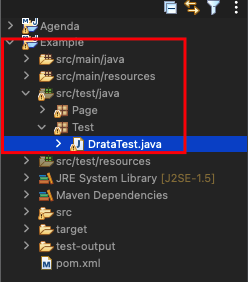 Agenda
Example
src/main/java
src/main/resources
src/test/java
Page
Test
DrataTest.java
src/test/resources
JRE System Library [J2SE-1.5]
Maven Dependencies
src
target
test-output
pom.xml